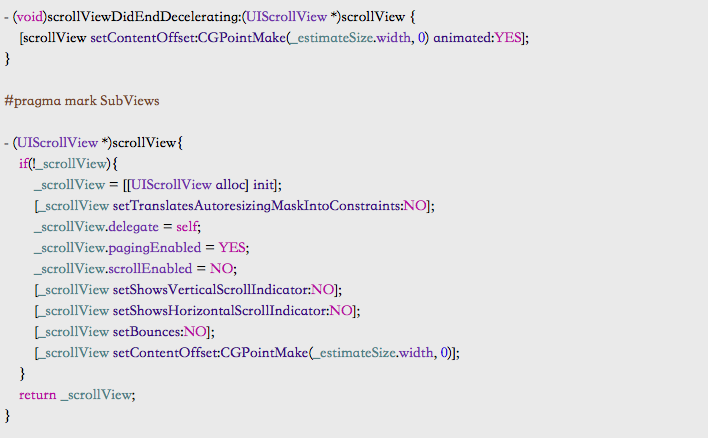 - (void)scrollViewDidEndDecelerating:(UIScrollView *)scrollView {
[scrollView setContentOffset:CGPointMake(_estimateSize.width, 0) animated:YES];
}
#pragma mark SubViews
- (UIScrollView *)scrollView{
if(!_scrollView){
_scrollView = [[UIScrollView alloc] init];
[_scrollView setTranslatesAutoresizingMaskIntoConstraints:NO];
_scrollView.delegate = self;
_scrollView.pagingEnabled = YES;
_scrollView.scrollEnabled = NO;
[_scrollView setShowsVerticalScrollIndicator:NO];
[_scrollView setShowsHorizontalScrollIndicator:NO];
[_scrollView setBounces:NO];
[_scrollView setContentOffset:CGPointMake(_estimateSize.width, 0)];
}
return _scrollView;
}